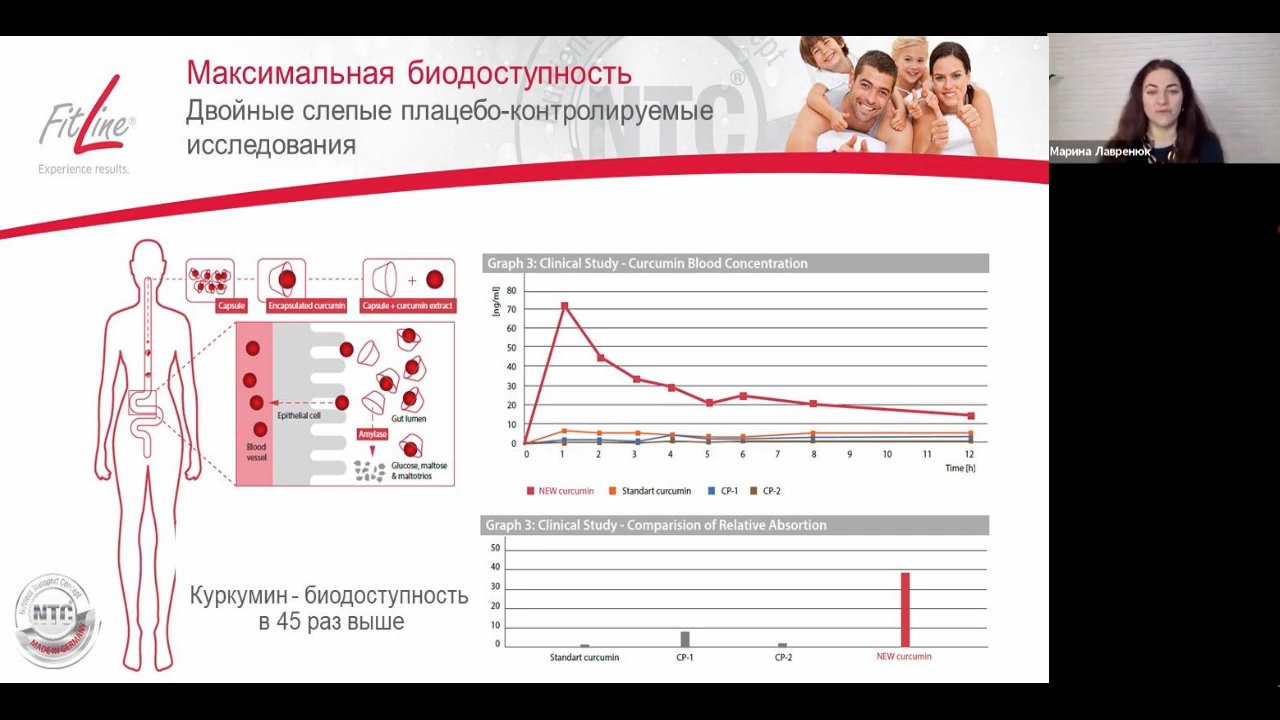 Максимальная биодоступность
Двойные слепые плацебо-контролируемые
исследования
FitLine®
Experience results.
NTC
®
Марина Лавренюк
Capsule
Encapsulated curcumin
+
Capsule + curcumin extract
Epithelial cell
Gut lumen
Blood
vessel
Amylase
Glucose, maltose
& maltotrios
Graph 3: Clinical Study - Curcumin Blood Concentration
[ng/ml]
80
70
60
50
40
30
20
10
0
0 1 2 3 4 5 6 7 8 9 10 11 12
Time [h]
NEW curcumin Standart curcumin CP-1 CP-2
Graph 3: Clinical Study - Comparision of Relative Absortion
50
40
30
20
10
0
Standart curcumin CP-1 CP-2 NEW curcumin
Куркумин - биодоступность
в 45 раз выше
Nutrient Transport Concept
NTC
MADE IN GERMANY